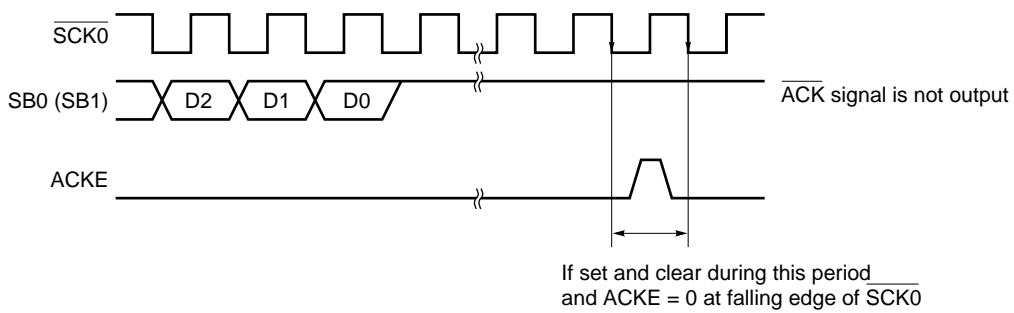 SCK0
SB0 (SB1)
D2
D1
D0
ACK signal is not output
ACKE
If set and clear during this period
and ACKE = 0 at falling edge of SCK0